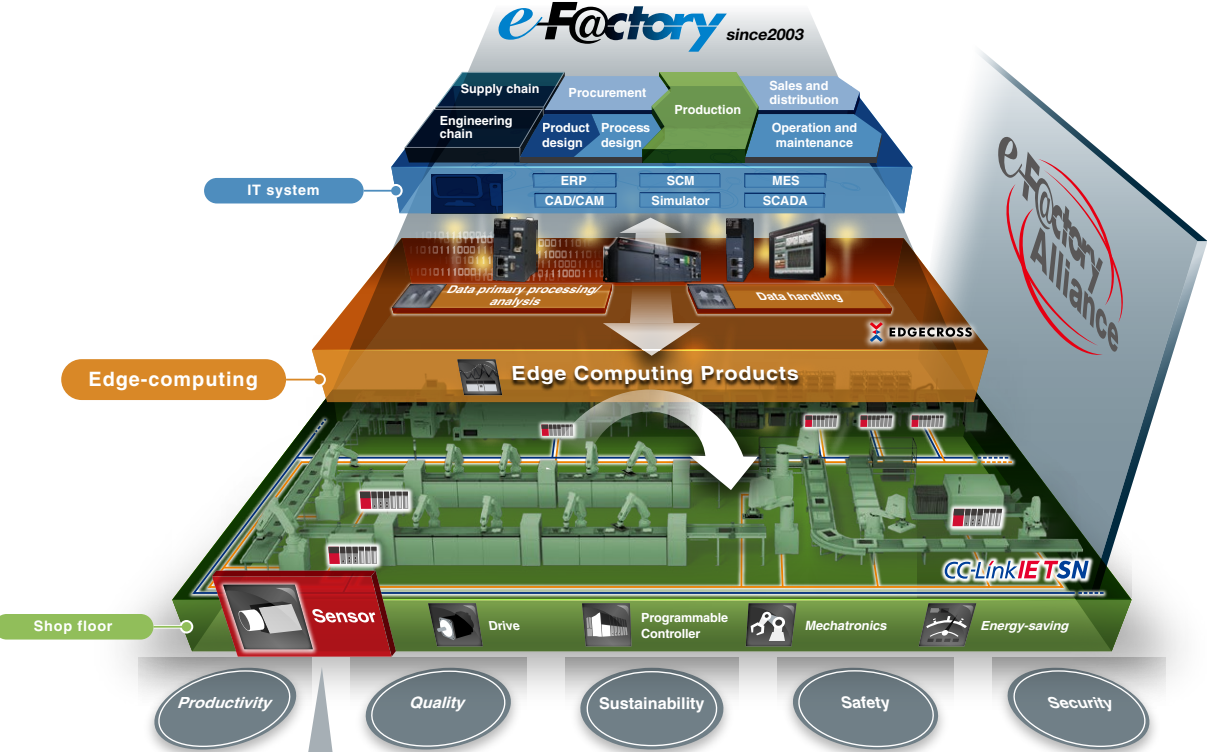 e-F@ctory since2003
Supply chain
Procurement
Production
Sales and
distribution
Engineering
chain
Product
design
Process
design
Operation and
maintenance
IT system
ERP
SCM
MES
CAD/CAM
Simulator
SCADA
e-F@ctory
Alliance
Data primary processing/
analysis
Data handling
EDGECROSS
Edge-computing
Edge Computing Products
CC-Link IE TSN
Shop floor
Sensor
Drive
Programmable
Controller
Mechatronics
Energy-saving
Productivity
Quality
Sustainability
Safety
Security